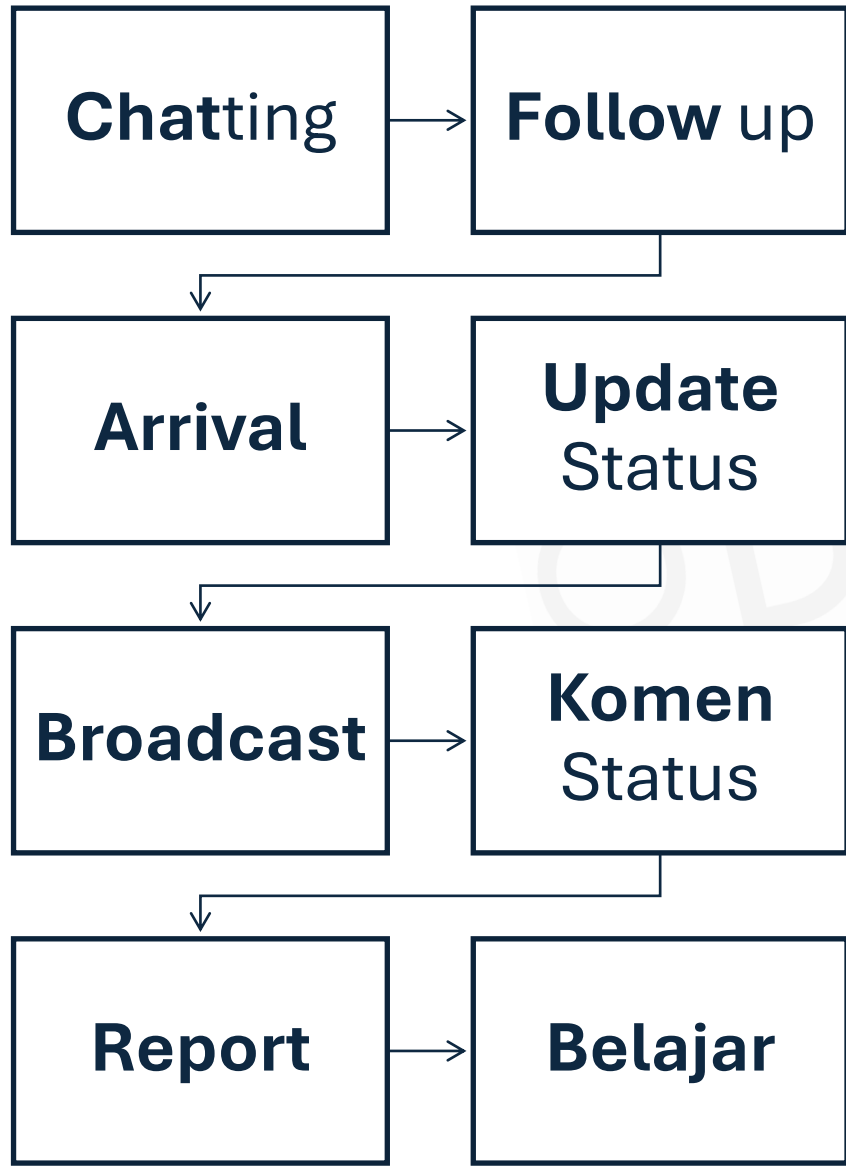 Chatting
Follow up
Arrival
Update
Status
Broadcast
Komen
Status
Report
Belajar